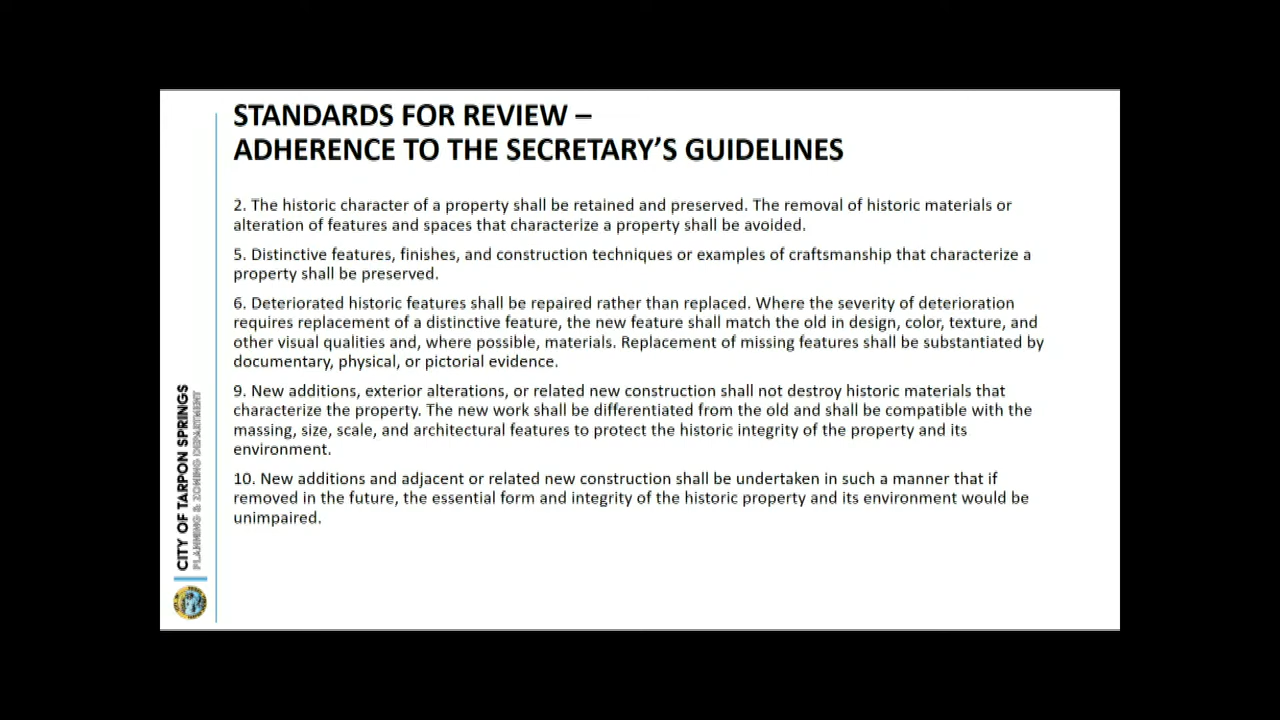 STANDARDS FOR REVIEW –
ADHERENCE TO THE SECRETARY'S GUIDELINES
2. The historic character of a property shall be retained and preserved. The removal of historic materials or
alteration of features and spaces that characterize a property shall be avoided.
5. Distinctive features, finishes, and construction techniques or examples of craftsmanship that characterize a
property shall be preserved.
6. Deteriorated historic features shall be repaired rather than replaced. Where the severity of deterioration
requires replacement of a distinctive feature, the new feature shall match the old in design, color, texture, and
other visual qualities and, where possible, materials. Replacement of missing features shall be substantiated by
documentary, physical, or pictorial evidence.
9. New additions, exterior alterations, or related new construction shall not destroy historic materials that
characterize the property. The new work shall be differentiated from the old and shall be compatible with the
massing, size, scale, and architectural features to protect the historic integrity of the property and its
environment.
10. New additions and adjacent or related new construction shall be undertaken in such a manner that if
removed in the future, the essential form and integrity of the historic property and its environment would be
unimpaired.
CITY OF TARPON SPRINGS
PLANNING & ZONING DEPARTMENT